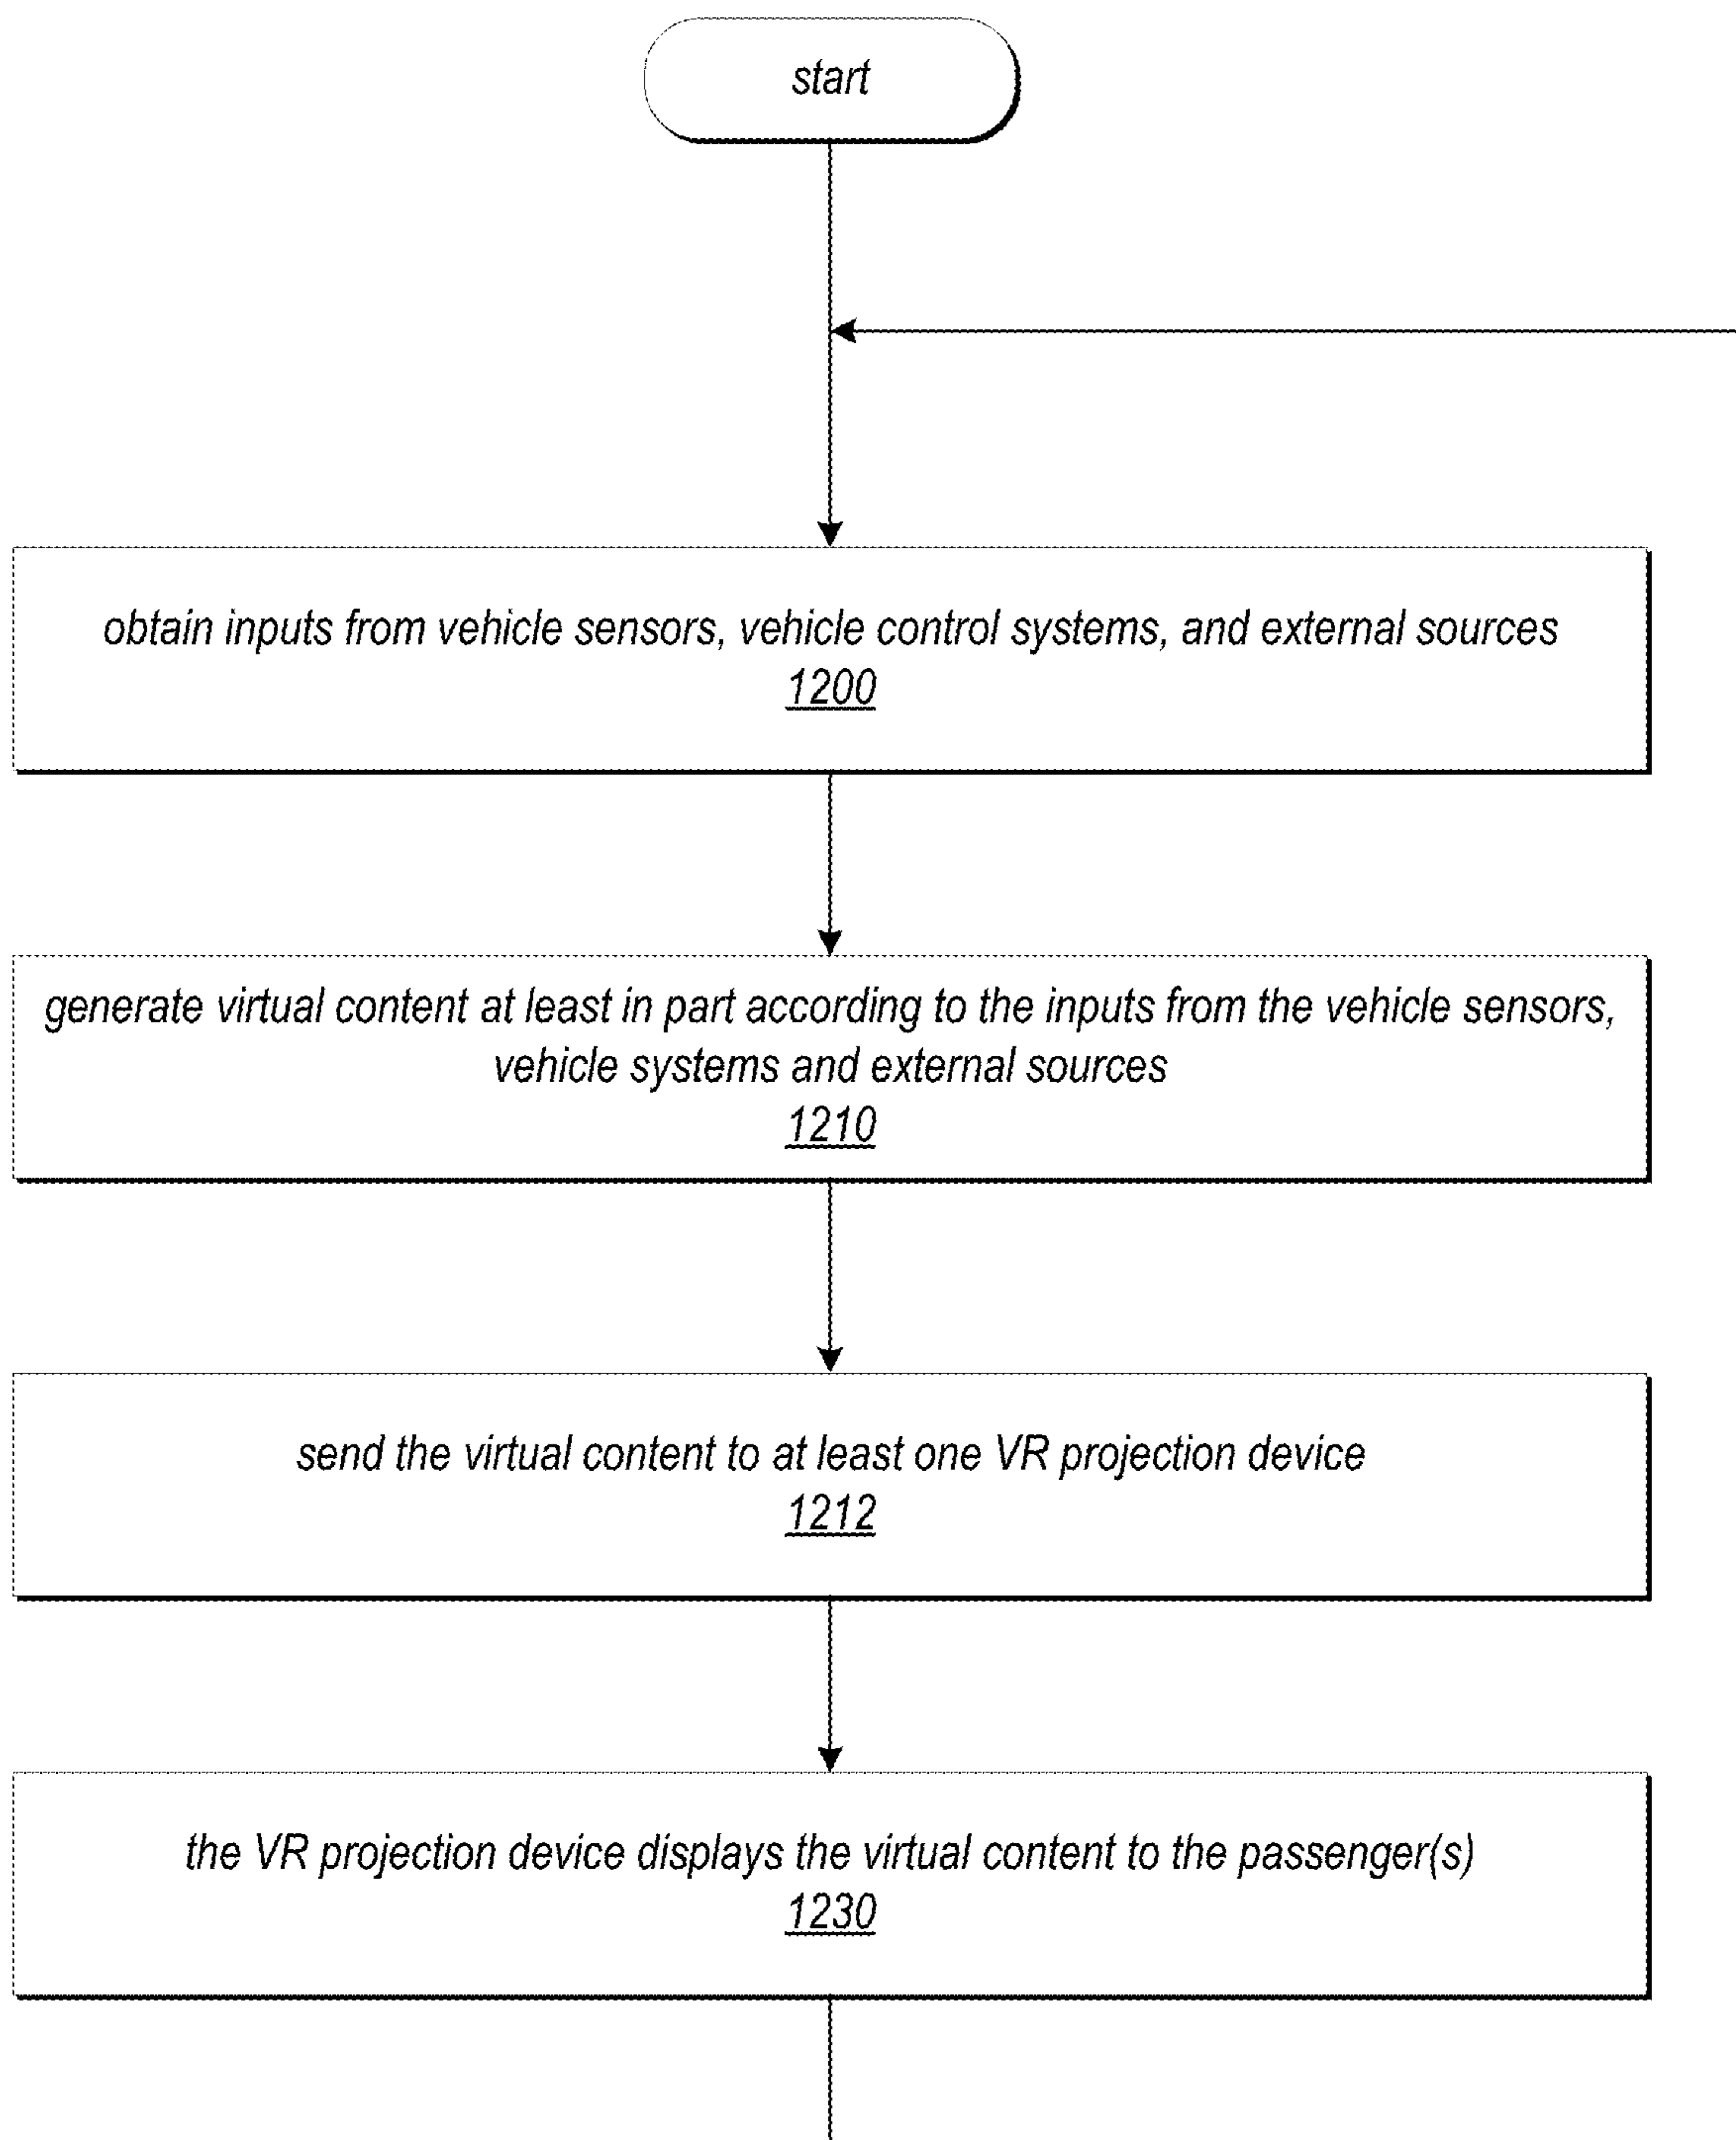 start
obtain inputs from vehicle sensors, vehicle control systems, and external sources
1200
generate virtual content at least in part according to the inputs from the vehicle sensors,
vehicle systems and external sources
1210
send the virtual content to at least one VR projection device
1212
the VR projection device displays the virtual content to the passenger(s)
1230